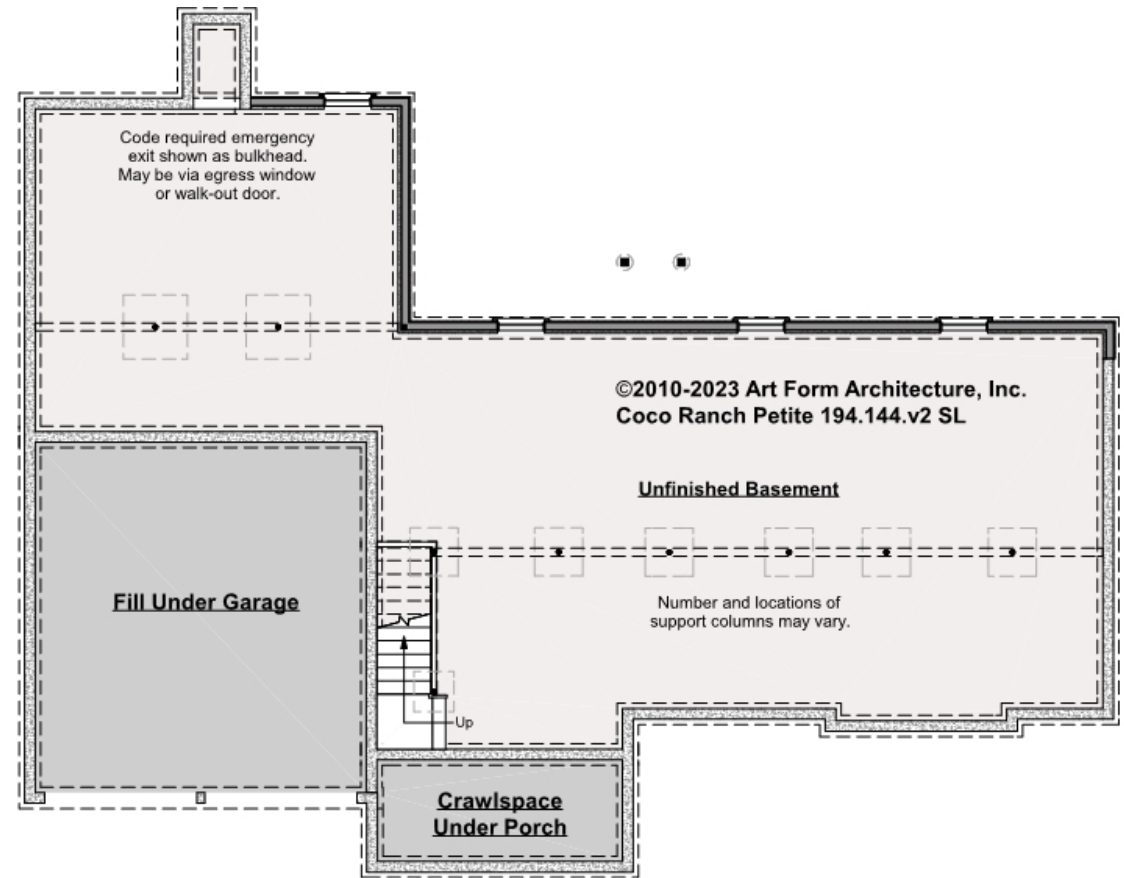 Code required emergency
exit shown as bulkhead.
May be via egress window
or walk-out door.
©2010-2023 Art Form Architecture, Inc.
Coco Ranch Petite 194.144.v2 SL
Unfinished Basement
Fill Under Garage
Number and locations of
support columns may vary.
Up
Crawlspace
Under Porch